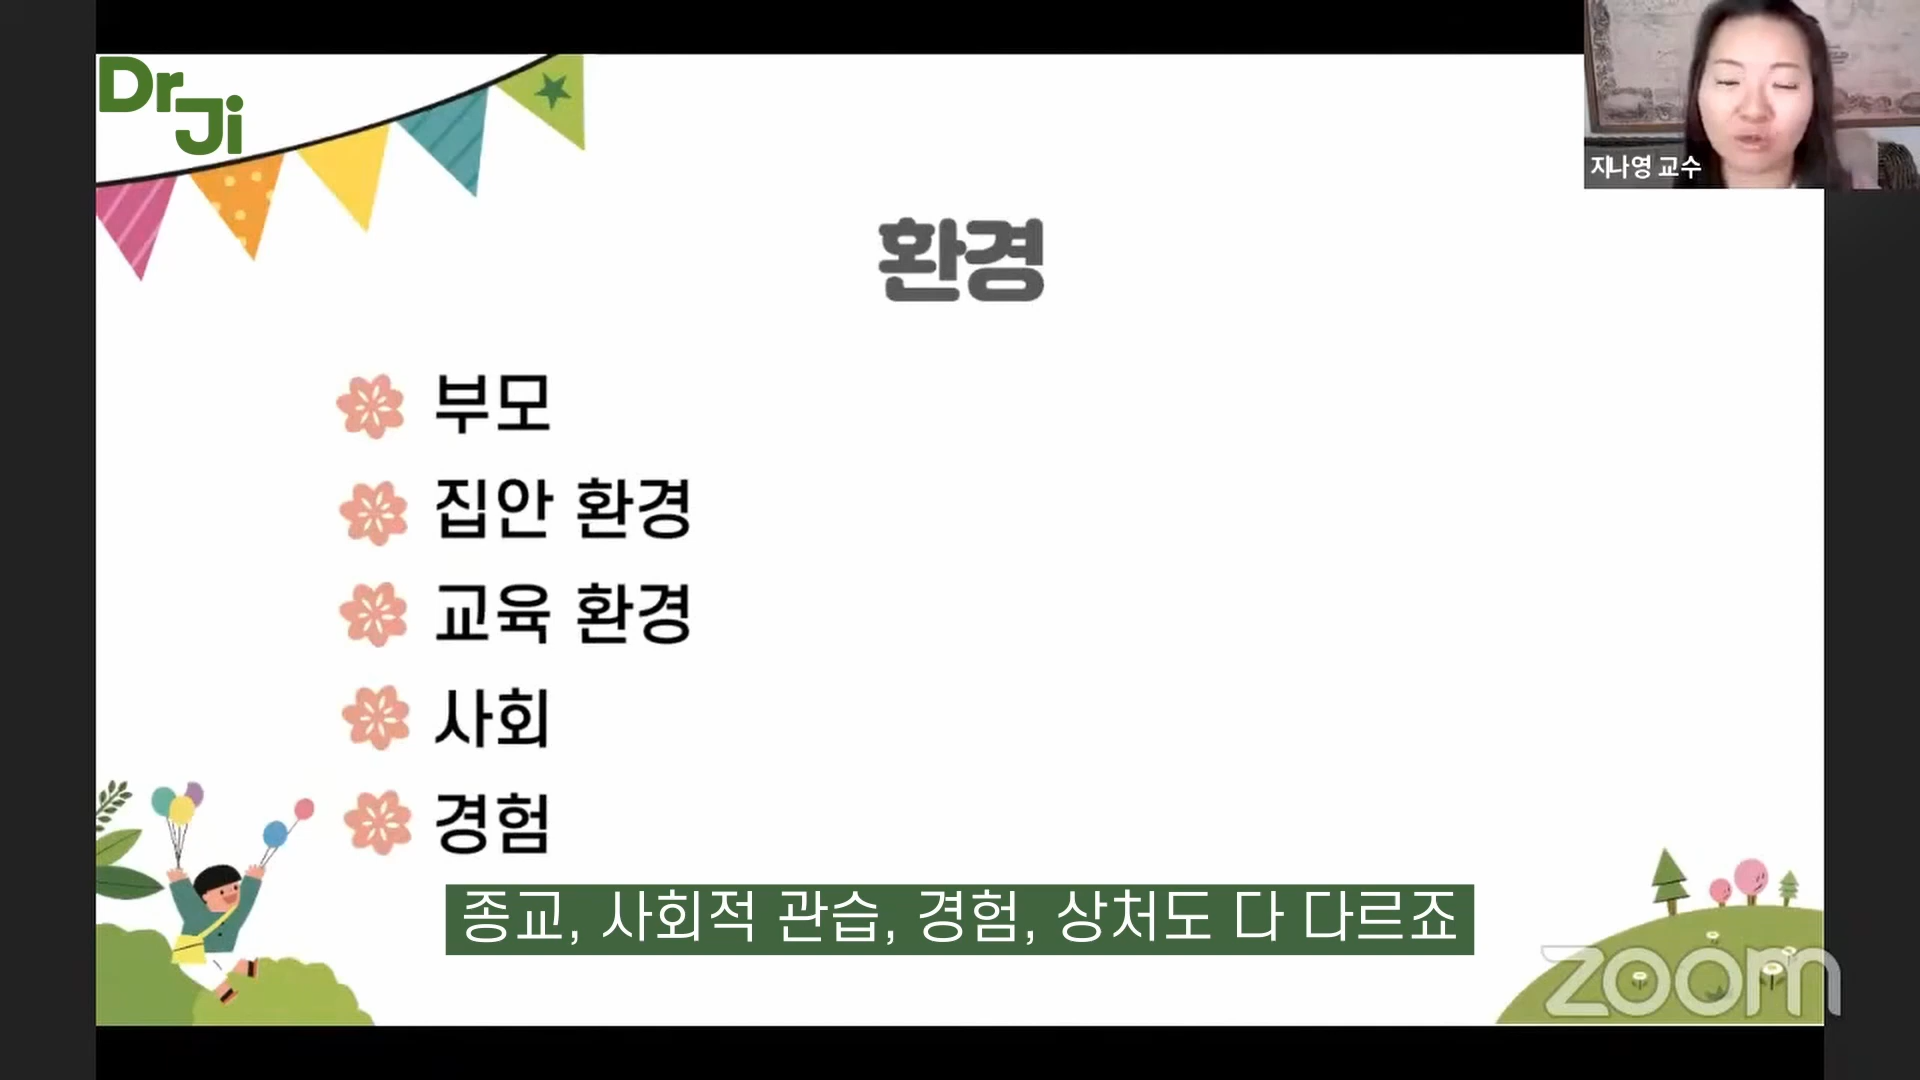 Dr
Ji
지나영 교수
환경
부모
집안 환경
교육 환경
사회
경험
종교, 사회적 관습, 경험, 상처도 다 다르죠
zoom